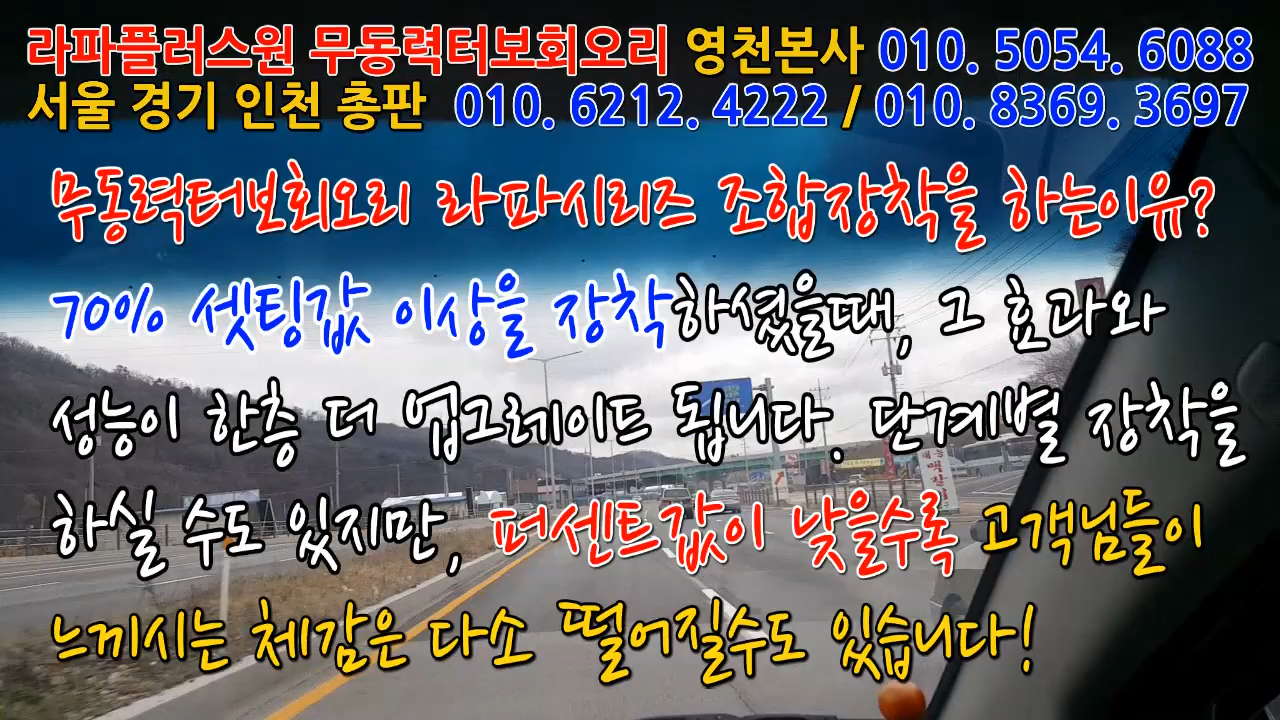 라파플러스원 무동력터보회오리 영천본사 010. 5054. 6088
서울 경기 인천 총판 010. 6212. 4222 / 010. 8369. 3697
무동력터보회오리 라파시리즈 조합장착을 하는이유?
70% 셋팅값 이상을 장착하셨을때, 그 효과와
성능이 한층 더 업그레이드 됩니다. 단계별 장착을
하실 수도 있지만, 퍼센트값이 낮을수록 고객님들이
느끼시는 체감은 다소 떨어질수도 있습니다!